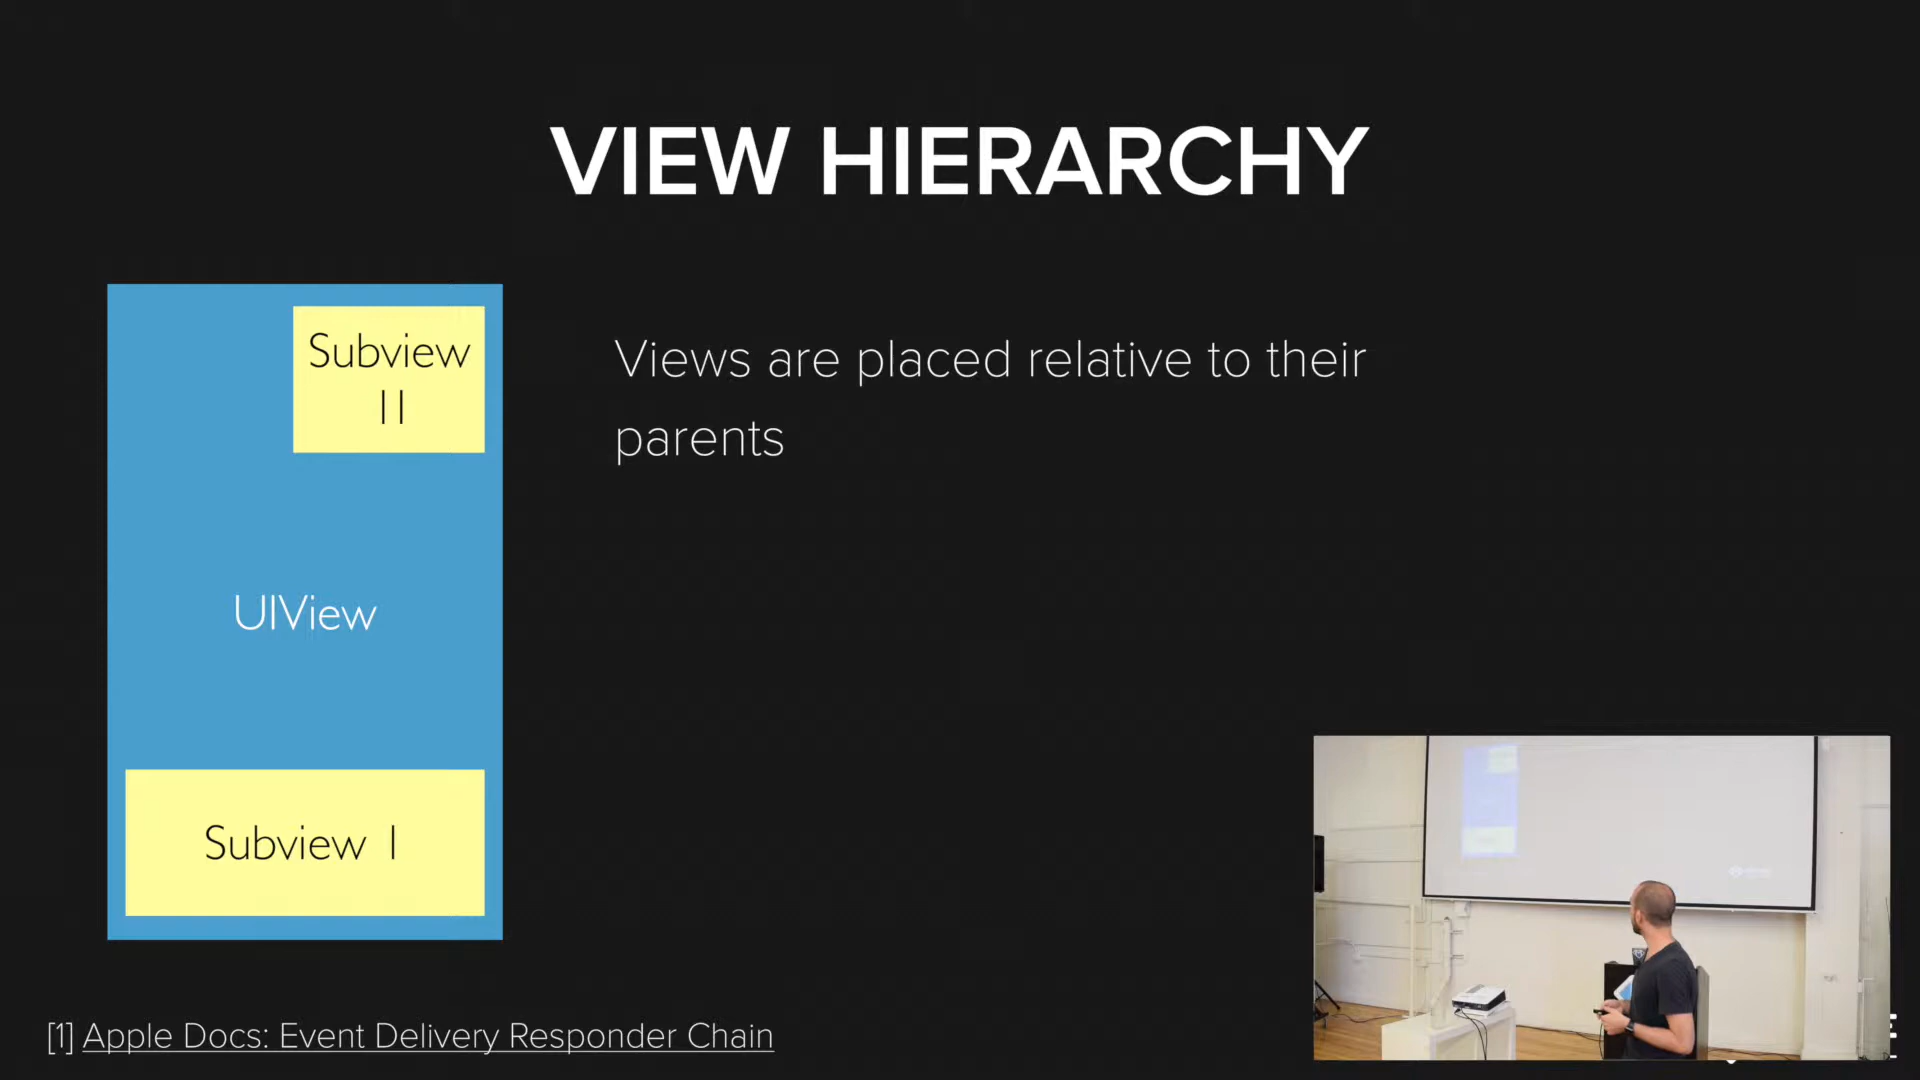 VIEW HIERARCHY
Subview
II
Views are placed relative to their
parents
UIView
Subview I
[1] Apple Docs: Event Delivery Responder Chain